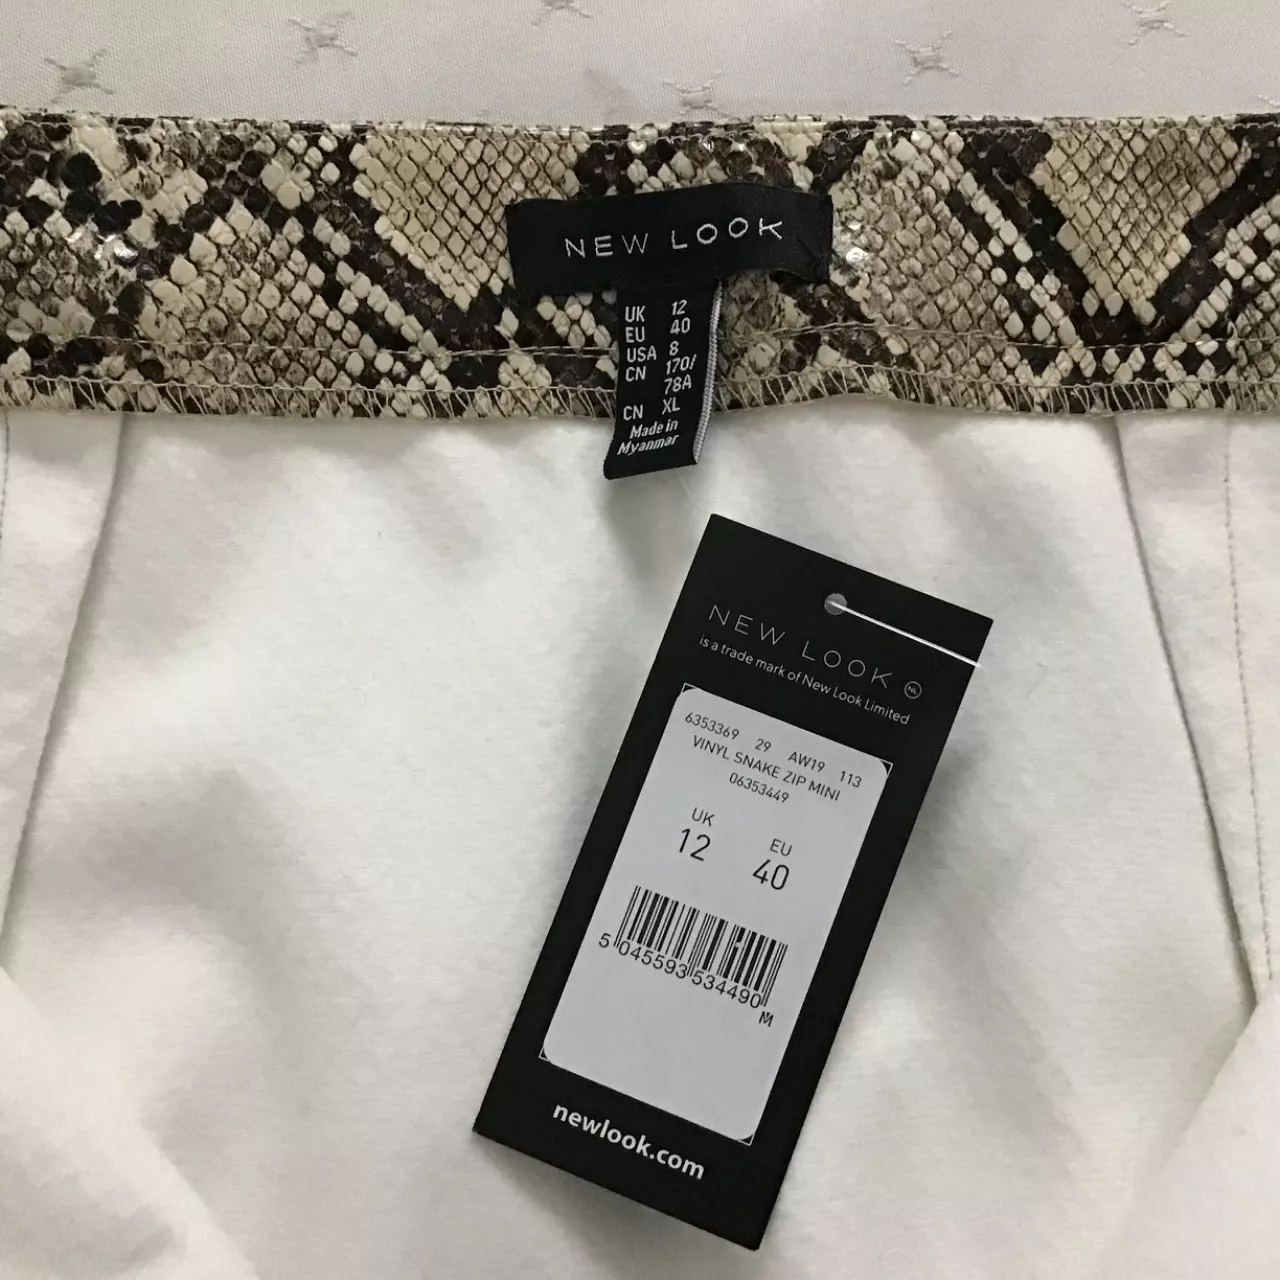 NEW LOOK
UK 12
EU 40
USA 8
CN 170/
78A
CN XL
Made in
Myanmar
NEW LOOK NL
is a trade mark of New Look Limited
6353369 29 AW19 113
VINYL SNAKE ZIP MINI
06353449
UK EU
12 40
5 045593 534490
M
newlook.com